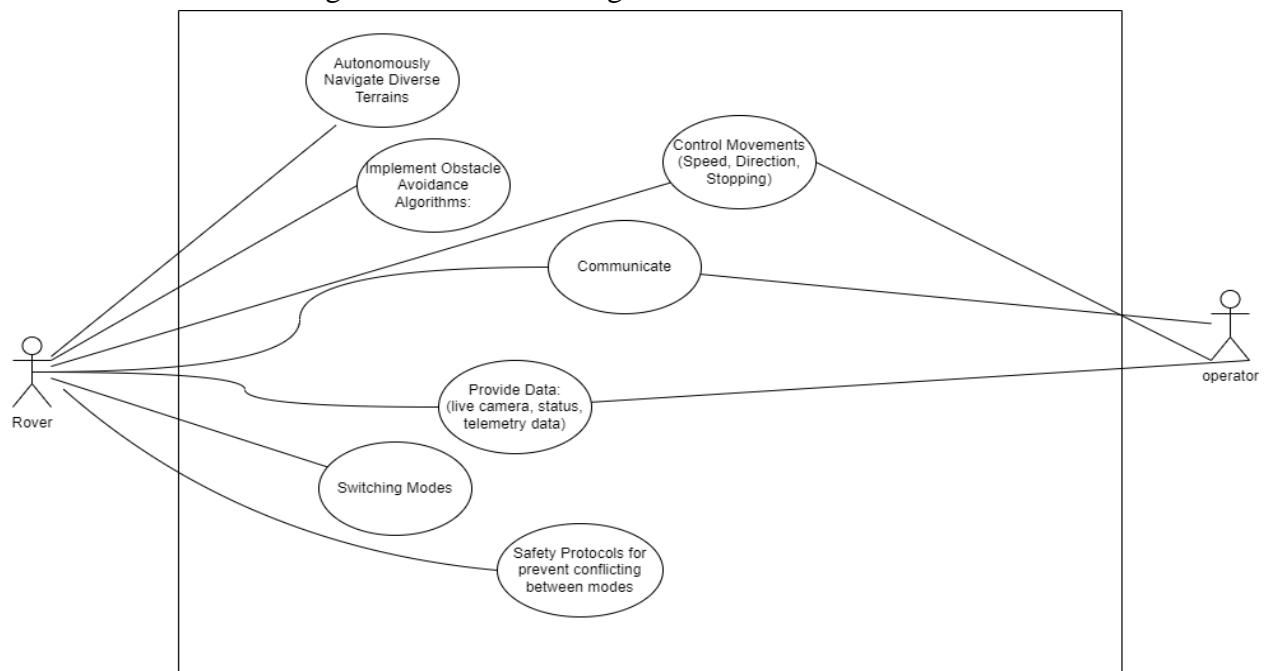 Autonomously
Navigate Diverse
Terrains
Implement Obstacle
Avoidance
Algorithms:
Control Movements
(Speed, Direction,
Stopping)
Communicate
Rover
operator
Provide Data:
(live camera, status,
telemetry data)
Switching Modes
Safety Protocols for
prevent conflicting
between modes